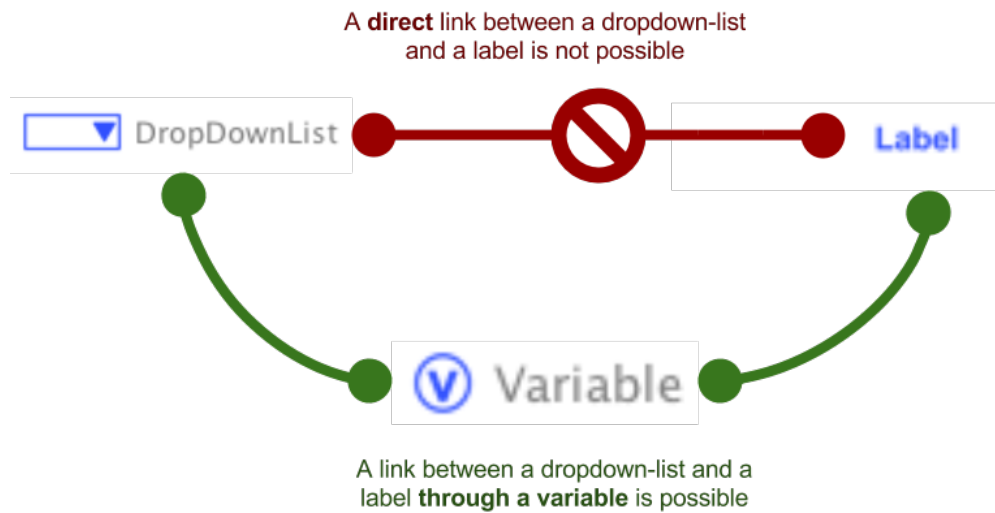 A direct link between a dropdown-list
and a label is not possible
DropDownList
Label
V Variable
A link between a dropdown-list and a
label through a variable is possible